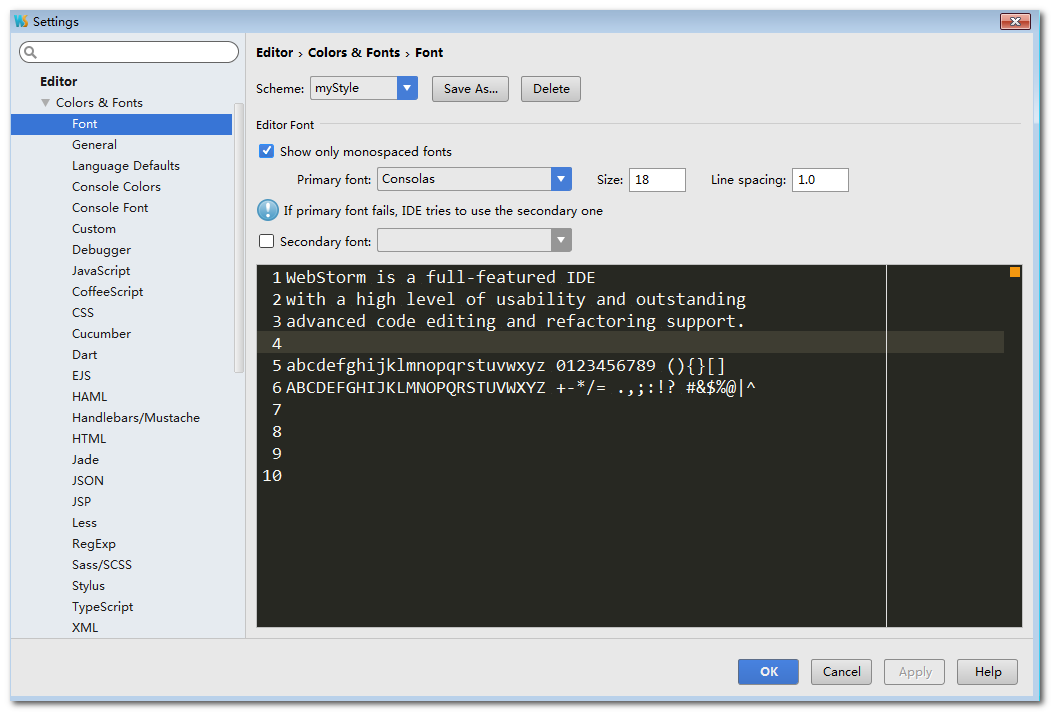 Settings
Editor
Colors & Fonts
Font
General
Language Defaults
Console Colors
Console Font
Custom
Debugger
JavaScript
CoffeeScript
CSS
Cucumber
Dart
EJS
HAML
Handlebars/Mustache
HTML
Jade
JSON
JSP
Less
RegExp
Sass/SCSS
Stylus
TypeScript
XML
Editor › Colors & Fonts › Font
Scheme: myStyle Save As... Delete
Editor Font
Show only monospaced fonts
Primary font: Consolas Size: 18 Line spacing: 1.0
If primary font fails, IDE tries to use the secondary one
Secondary font:
1 WebStorm is a full-featured IDE
2 with a high level of usability and outstanding
3 advanced code editing and refactoring support.
4
5 abcdefghijklmnopqrstuvwxyz 0123456789 (){}[]
6 ABCDEFGHIJKLMNOPQRSTUVWXYZ +-*/= .,;:!? #&$%@|^
7
8
9
10
OK Cancel Apply Help